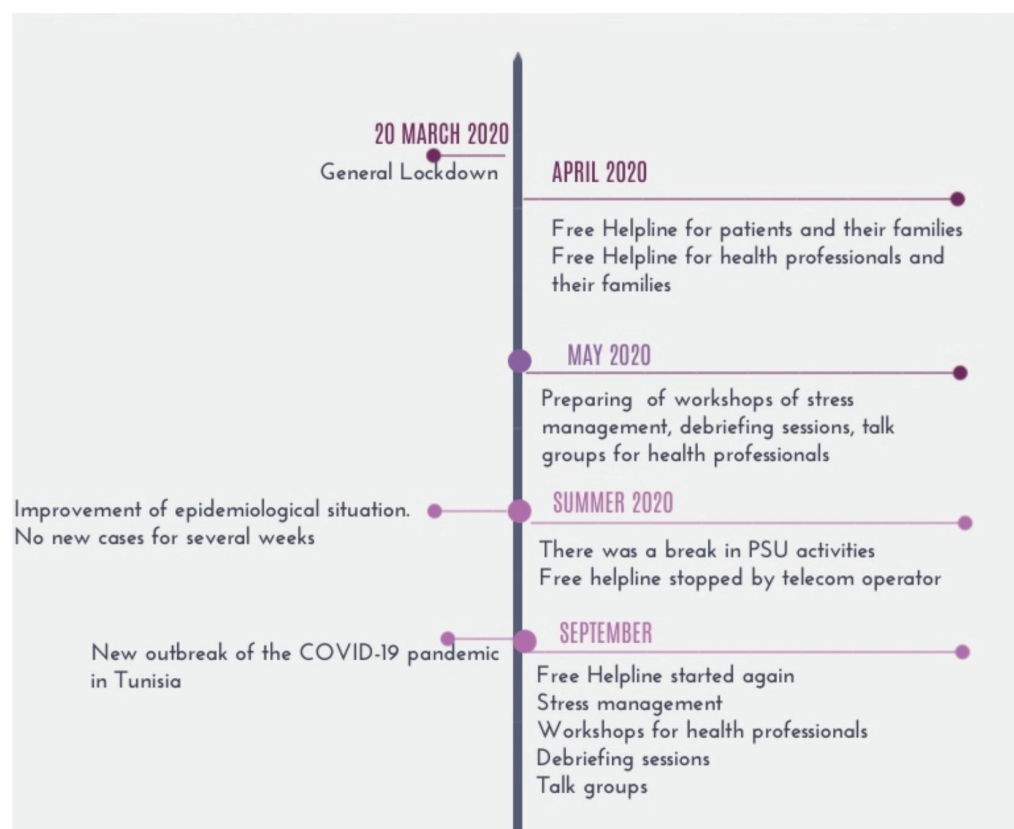 20 MARCH 2020
General Lockdown
APRIL 2020
Free Helpline for patients and their families
Free Helpline for health professionals and
their families
MAY 2020
Preparing of workshops of stress
management, debriefing sessions, talk
groups for health professionals
Improvement of epidemiological situation.
No new cases for several weeks
SUMMER 2020
There was a break in PSU activities
Free helpline stopped by telecom operator
New outbreak of the COVID-19 pandemic
in Tunisia
SEPTEMBER
Free Helpline started again
Stress management
Workshops for health professionals
Debriefing sessions
Talk groups